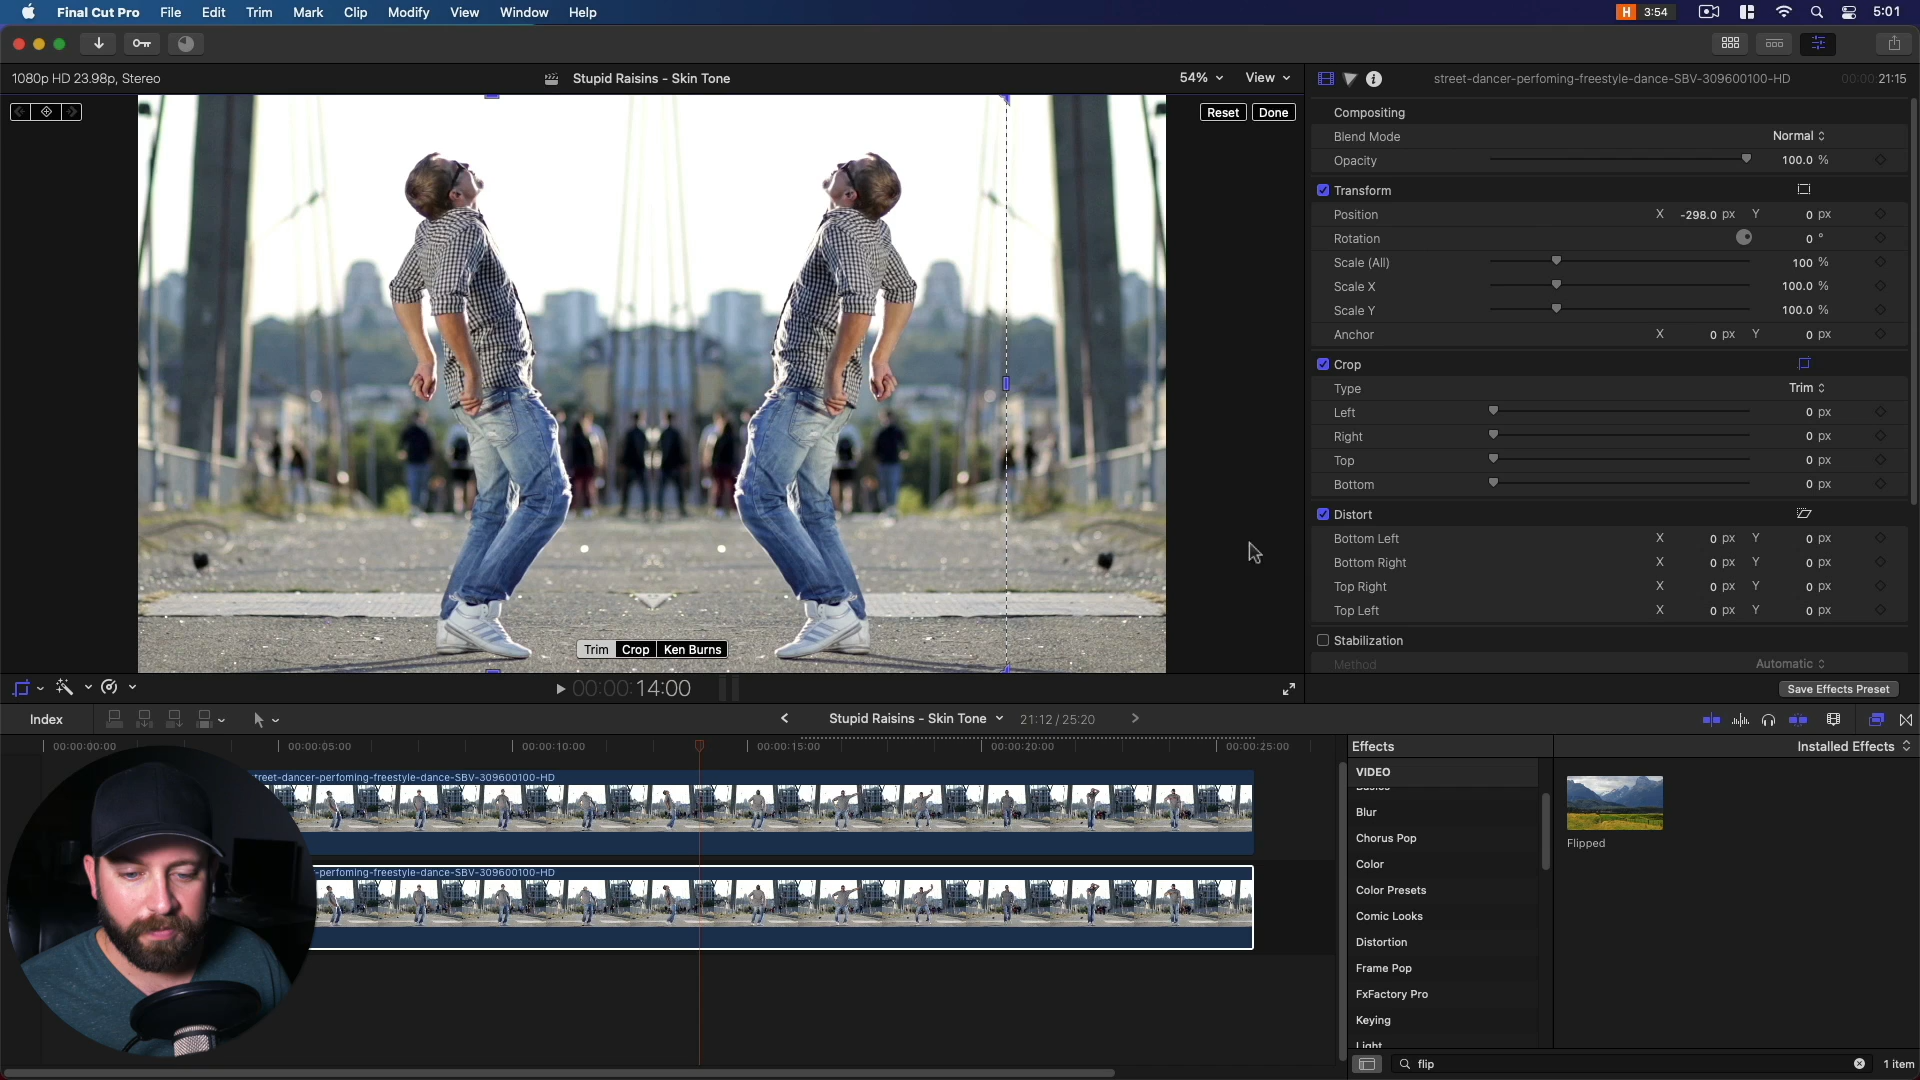 Final Cut Pro File Edit Trim Mark Clip Modify View Window Help H 3:54 5:01
1080p HD 23.98p, Stereo
Stupid Raisins - Skin Tone
54% View
street-dancer-perfoming-freestyle-dance-SBV-309600100-HD 00:00:21:15
Reset Done
Compositing
Blend Mode Normal
Opacity 100.0 %
Transform
Position X -298.0 px Y 0 px
Rotation 0 °
Scale (All) 100 %
Scale X 100.0 %
Scale Y 100.0 %
Anchor X 0 px Y 0 px
Crop
Type Trim
Left 0 px
Right 0 px
Top 0 px
Bottom 0 px
Distort
Bottom Left X 0 px Y 0 px
Bottom Right X 0 px Y 0 px
Top Right X 0 px Y 0 px
Top Left X 0 px Y 0 px
Stabilization
Method Automatic
Save Effects Preset
Trim Crop Ken Burns
00:00:14:00
Index
Stupid Raisins - Skin Tone 21:12 / 25:20
00:00:00:00 00:00:05:00 00:00:10:00 00:00:15:00 00:00:20:00 00:00:25:00
treet-dancer-perfoming-freestyle-dance-SBV-309600100-HD
-perfoming-freestyle-dance-SBV-309600100-HD
Effects Installed Effects
VIDEO
Basics
Blur
Chorus Pop
Color
Color Presets
Comic Looks
Distortion
Frame Pop
FxFactory Pro
Keying
Light
Flipped
flip 1 item